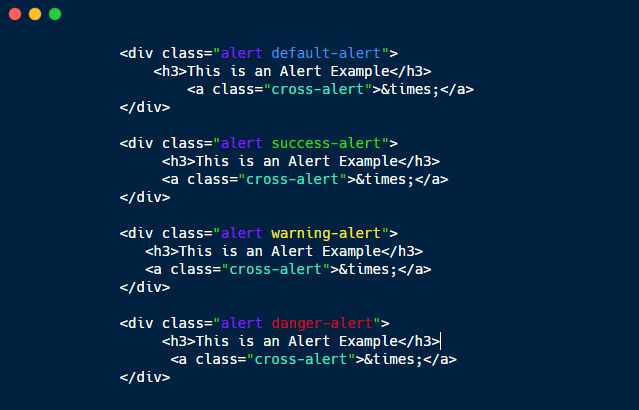 <div class="alert default-alert">
<h3>This is an Alert Example</h3>
<a class="cross-alert">&times;</a>
</div>
<div class="alert success-alert">
<h3>This is an Alert Example</h3>
<a class="cross-alert">&times;</a>
</div>
<div class="alert warning-alert">
<h3>This is an Alert Example</h3>
<a class="cross-alert">&times;</a>
</div>
<div class="alert danger-alert">
<h3>This is an Alert Example</h3>
<a class="cross-alert">&times;</a>
</div>